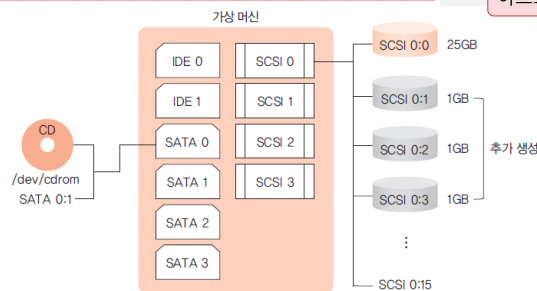 가상 머신
IDE 0
IDE 1
SATA 0
SATA 1
SATA 2
SATA 3
SCSI 0
SCSI 1
SCSI 2
SCSI 3
CD
/dev/cdrom
SATA 0:1
SCSI 0:0 25GB
SCSI 0:1 1GB
SCSI 0:2 1GB 추가 생성
SCSI 0:3 1GB
⋮
SCSI 0:15